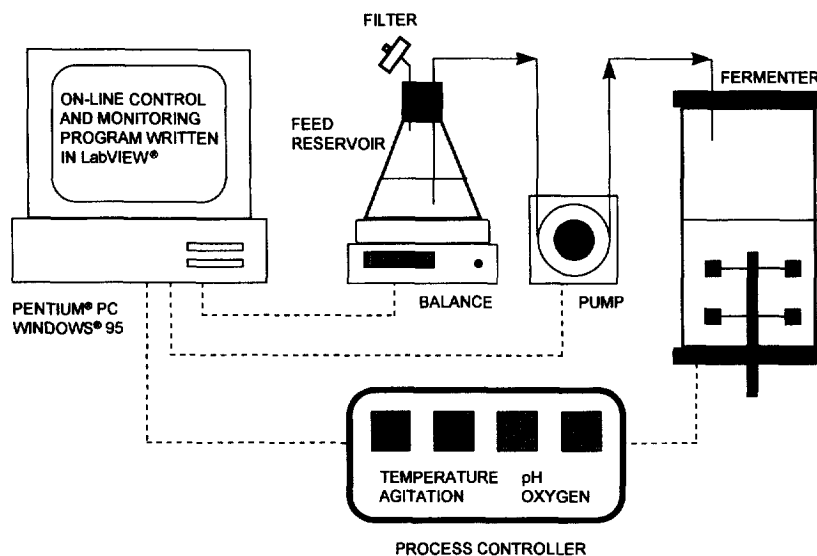 FILTER
ON-LINE CONTROL
AND MONITORING
PROGRAM WRITTEN
IN LabVIEW®
FEED
RESERVOIR
FERMENTER
PENTIUM® PC
WINDOWS® 95
BALANCE
PUMP
TEMPERATURE pH
AGITATION OXYGEN
PROCESS CONTROLLER